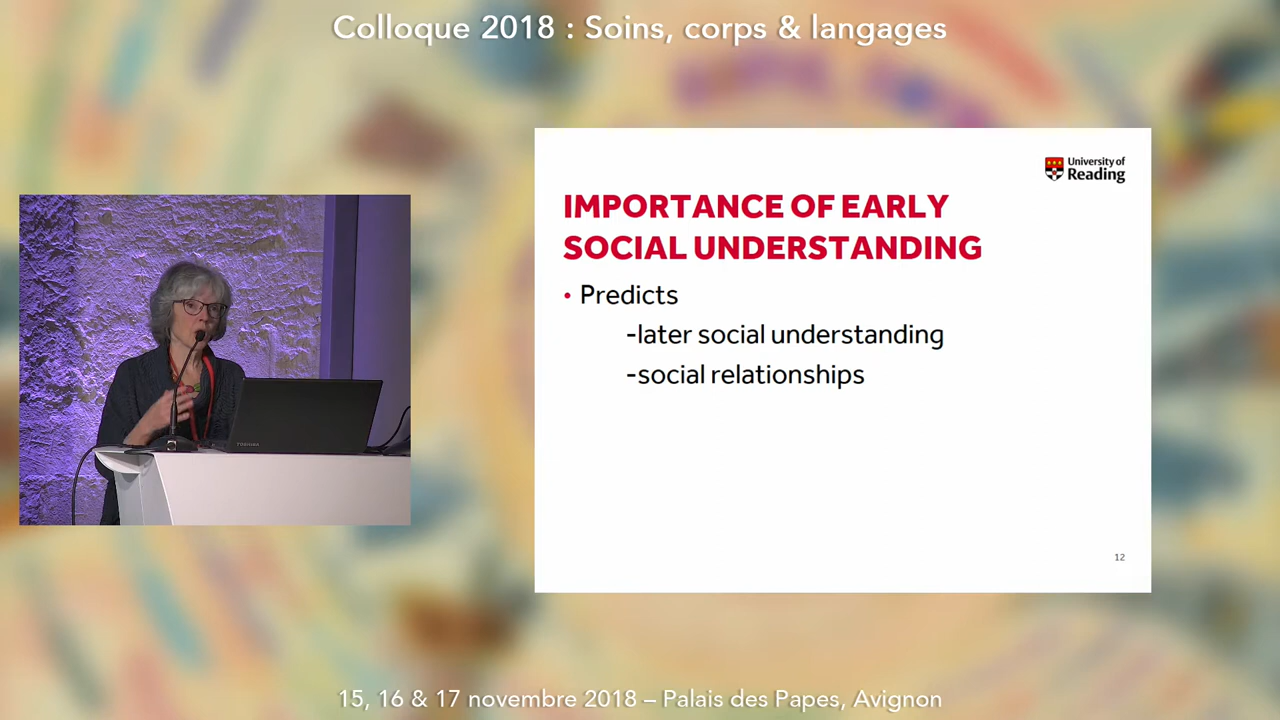 Colloque 2018 : Soins, corps & langages
University of
Reading
IMPORTANCE OF EARLY
SOCIAL UNDERSTANDING
• Predicts
-later social understanding
-social relationships
12
TOSHIBA
15, 16 & 17 novembre 2018 – Palais des Papes, Avignon